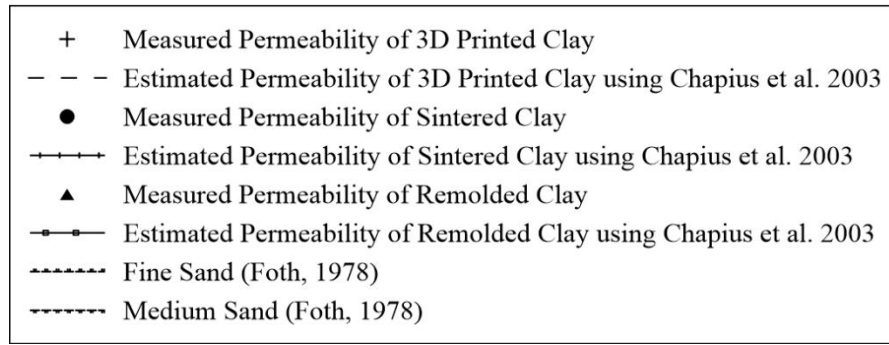 Measured Permeability of 3D Printed Clay
Estimated Permeability of 3D Printed Clay using Chapius et al. 2003
Measured Permeability of Sintered Clay
Estimated Permeability of Sintered Clay using Chapius et al. 2003
Measured Permeability of Remolded Clay
Estimated Permeability of Remolded Clay using Chapius et al. 2003
Fine Sand (Foth, 1978)
Medium Sand (Foth, 1978)